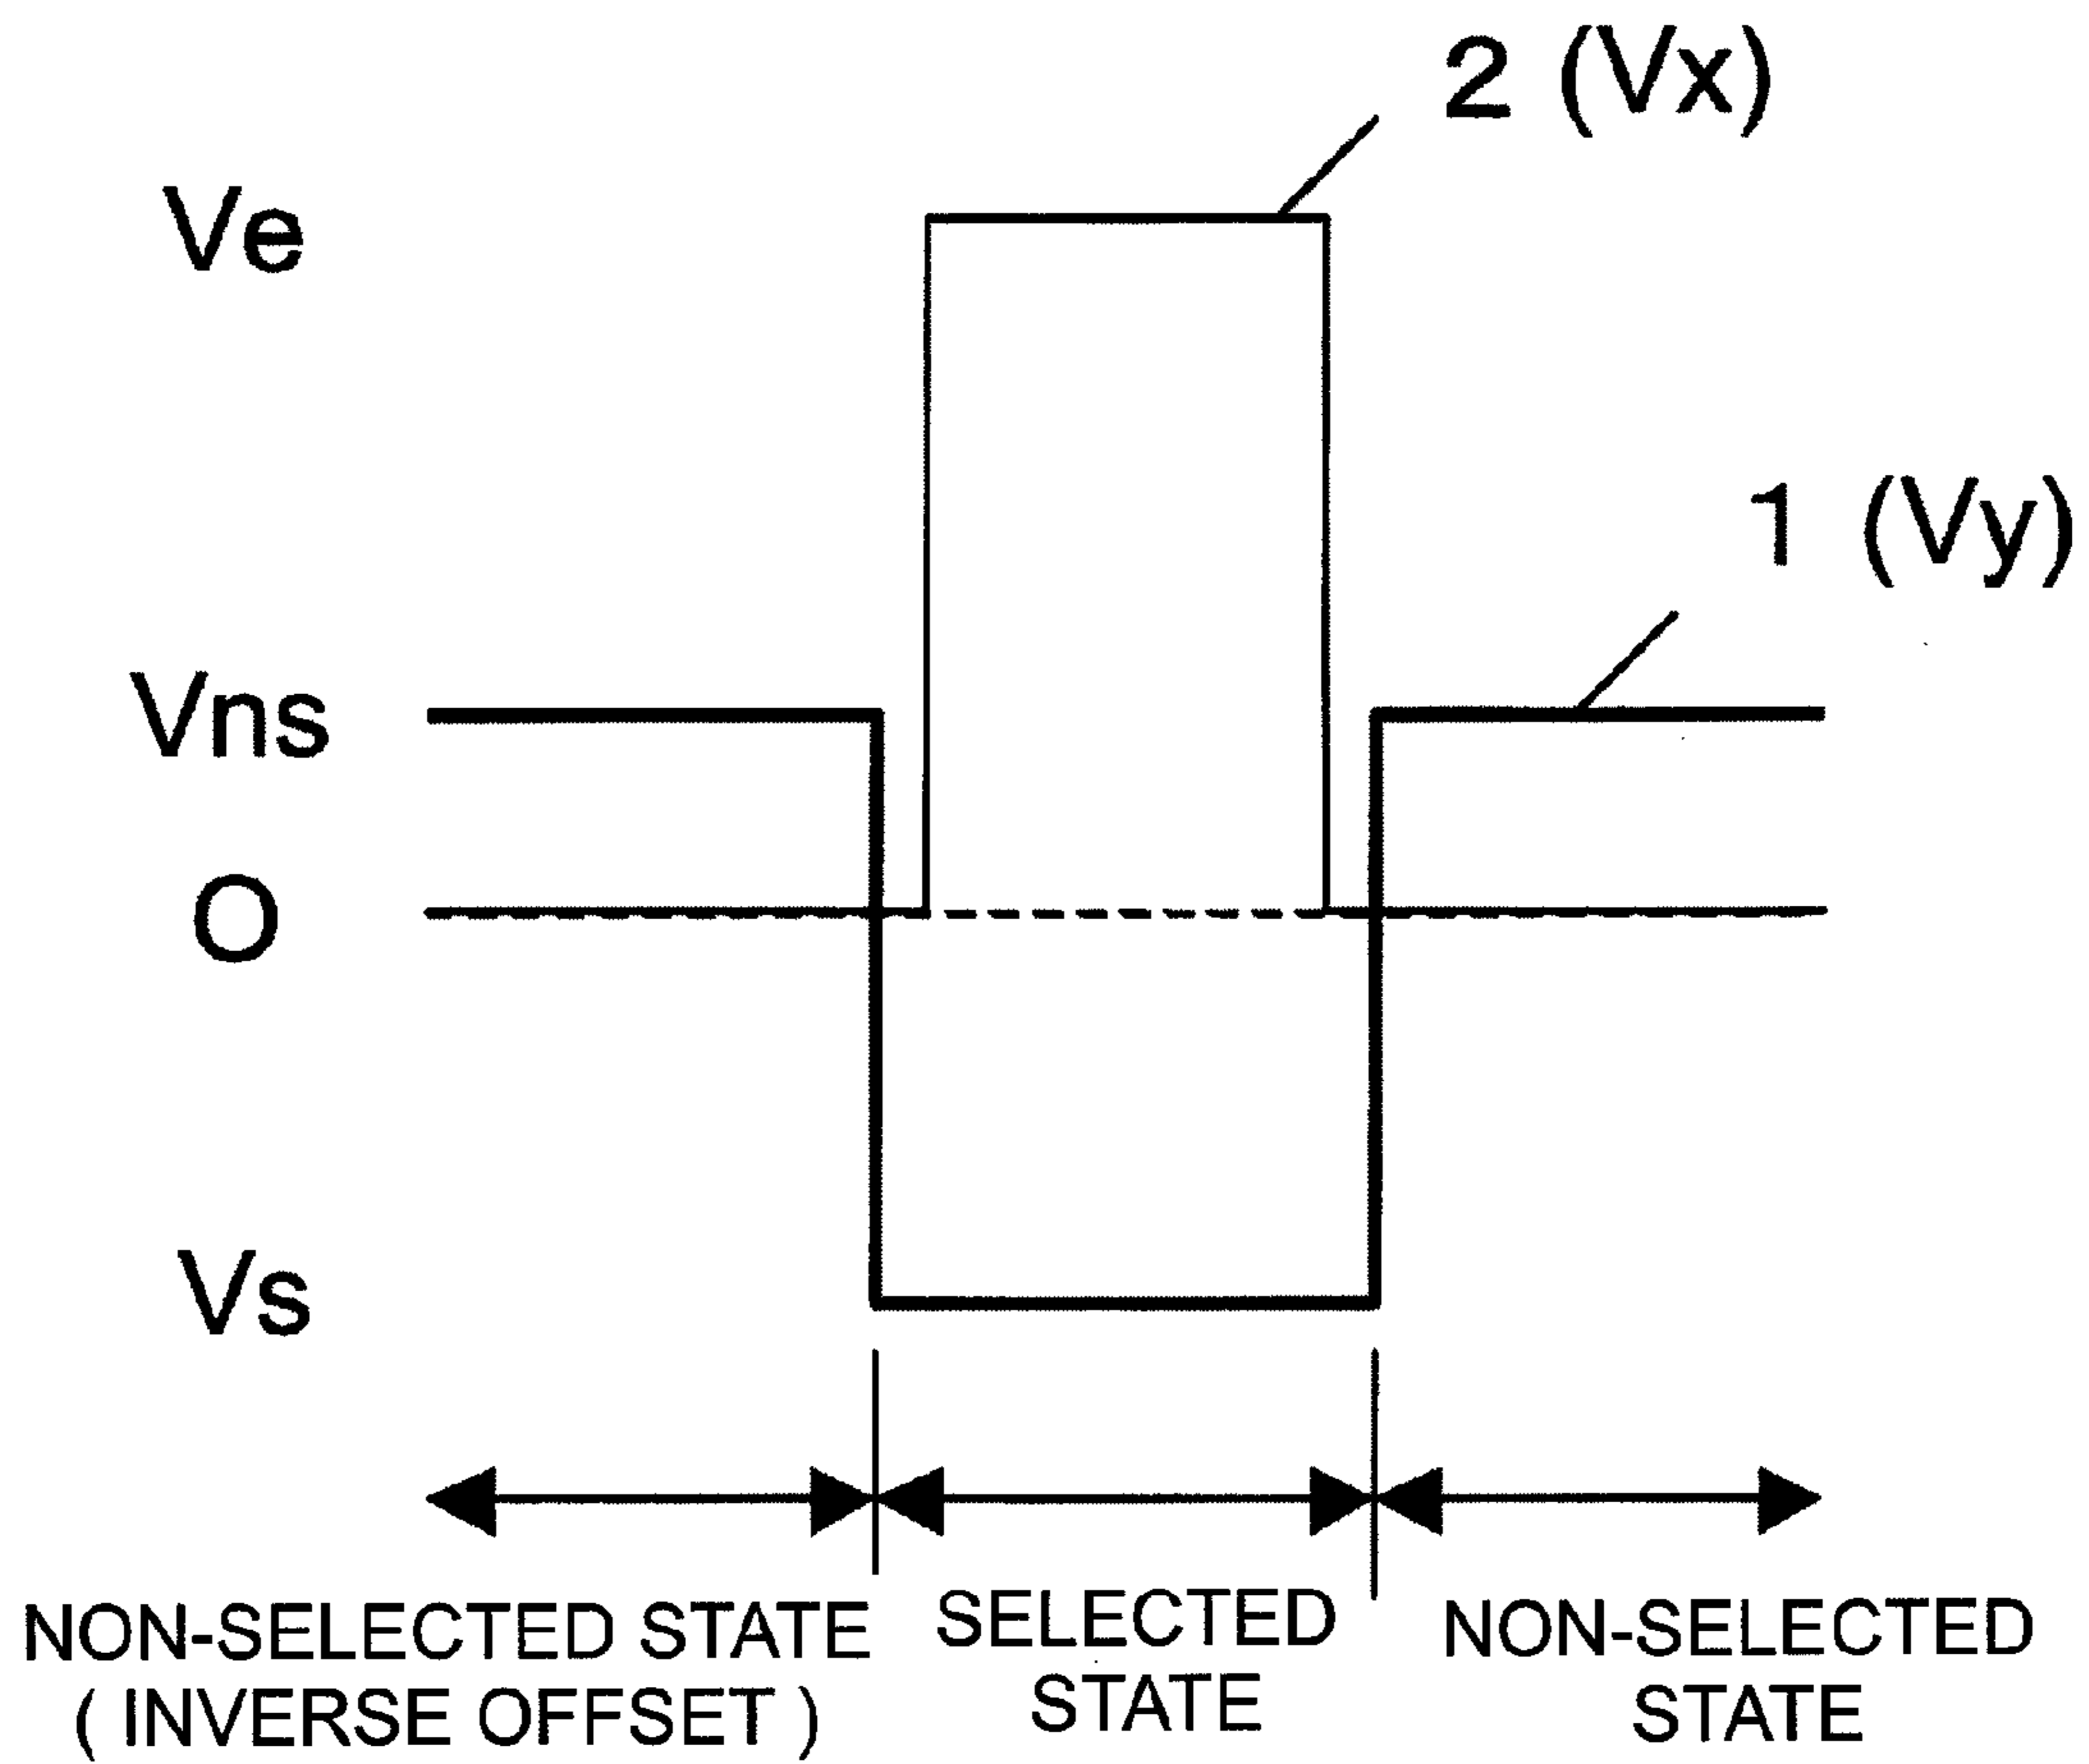 2 (Vx)
Ve
1 (Vy)
Vns
O
Vs
NON-SELECTED STATE
( INVERSE OFFSET )
SELECTED
STATE
NON-SELECTED
STATE